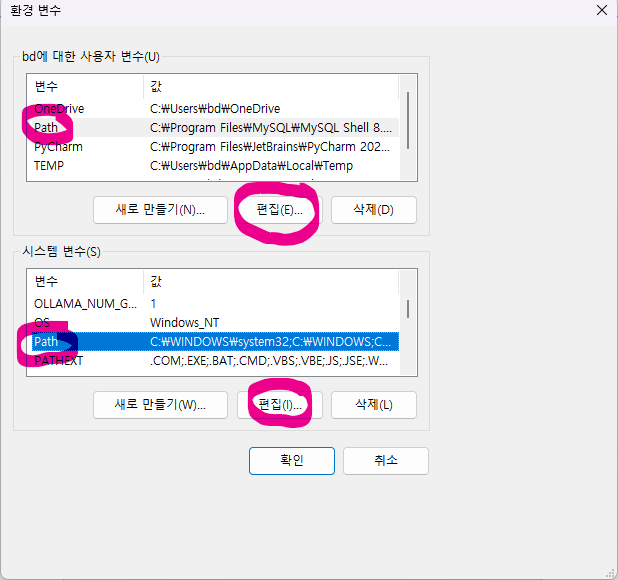 환경 변수
bd에 대한 사용자 변수(U)
변수 값
OneDrive C:₩Users₩bd₩OneDrive
Path C:₩Program Files₩MySQL₩MySQL Shell 8....
PyCharm C:₩Program Files₩JetBrains₩PyCharm 202...
TEMP C:₩Users₩bd₩AppData₩Local₩Temp
새로 만들기(N)... 편집(E)... 삭제(D)
시스템 변수(S)
변수 값
OLLAMA_NUM_G... 1
OS Windows_NT
Path C:₩WINDOWS₩system32;C:₩WINDOWS;C...
PATHEXT .COM;.EXE;.BAT;.CMD;.VBS;.VBE;.JS;.JSE;.W...
새로 만들기(W)... 편집(I)... 삭제(L)
확인 취소